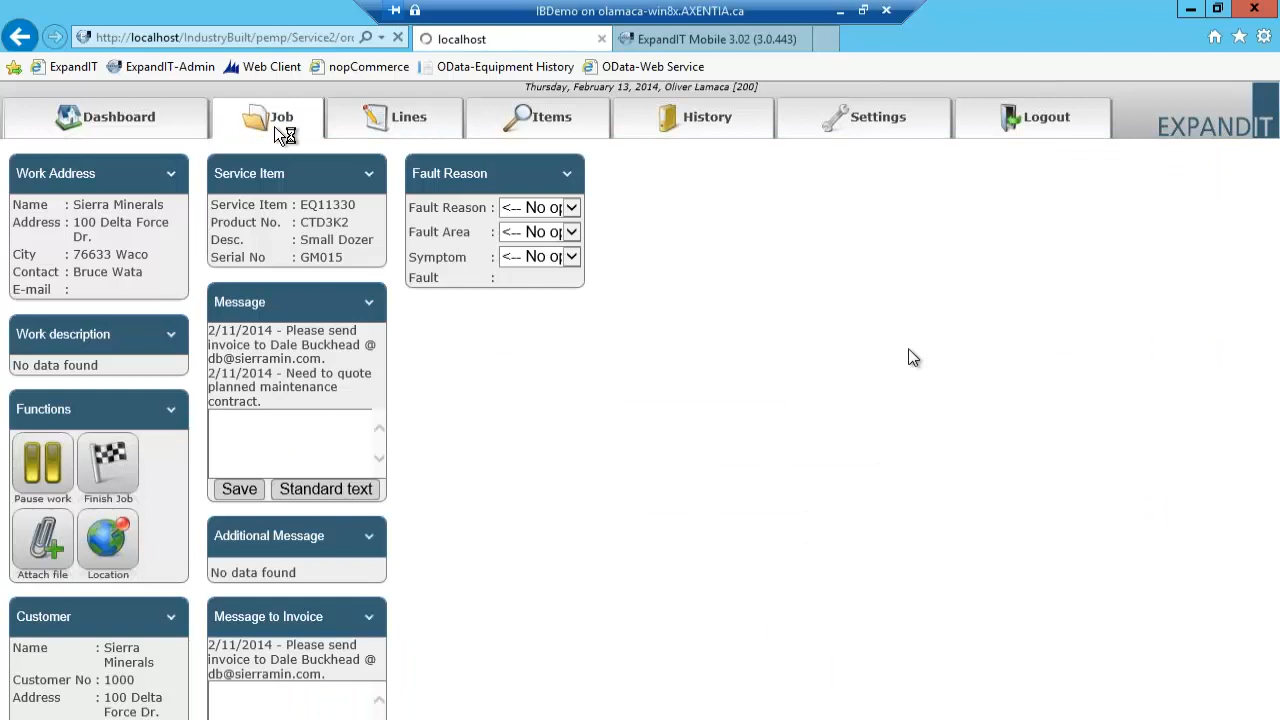 IBDemo on olamaca-win8x.AXENTIA.ca
http://localhost/IndustryBuilt/pemp/Service2/or
localhost
ExpandIT Mobile 3.02 (3.0.443)
ExpandIT
ExpandIT-Admin
Web Client
nopCommerce
OData-Equipment History
OData-Web Service
Thursday, February 13, 2014, Oliver Lamaca [200]
Dashboard
Job
Lines
Items
History
Settings
Logout
EXPANDIT
Work Address
Name : Sierra Minerals
Address : 100 Delta Force
Dr.
City : 76633 Waco
Contact : Bruce Wata
E-mail :
Work description
No data found
Functions
Pause work
Finish Job
Attach file
Location
Customer
Name : Sierra
Minerals
Customer No : 1000
Address : 100 Delta
Force Dr.
Service Item
Service Item : EQ11330
Product No. : CTD3K2
Desc. : Small Dozer
Serial No : GM015
Message
2/11/2014 - Please send
invoice to Dale Buckhead @
db@sierramin.com.
2/11/2014 - Need to quote
planned maintenance
contract.
Save
Standard text
Additional Message
No data found
Message to Invoice
2/11/2014 - Please send
invoice to Dale Buckhead @
db@sierramin.com.
Fault Reason
Fault Reason : <-- No op
Fault Area : <-- No op
Symptom : <-- No op
Fault :